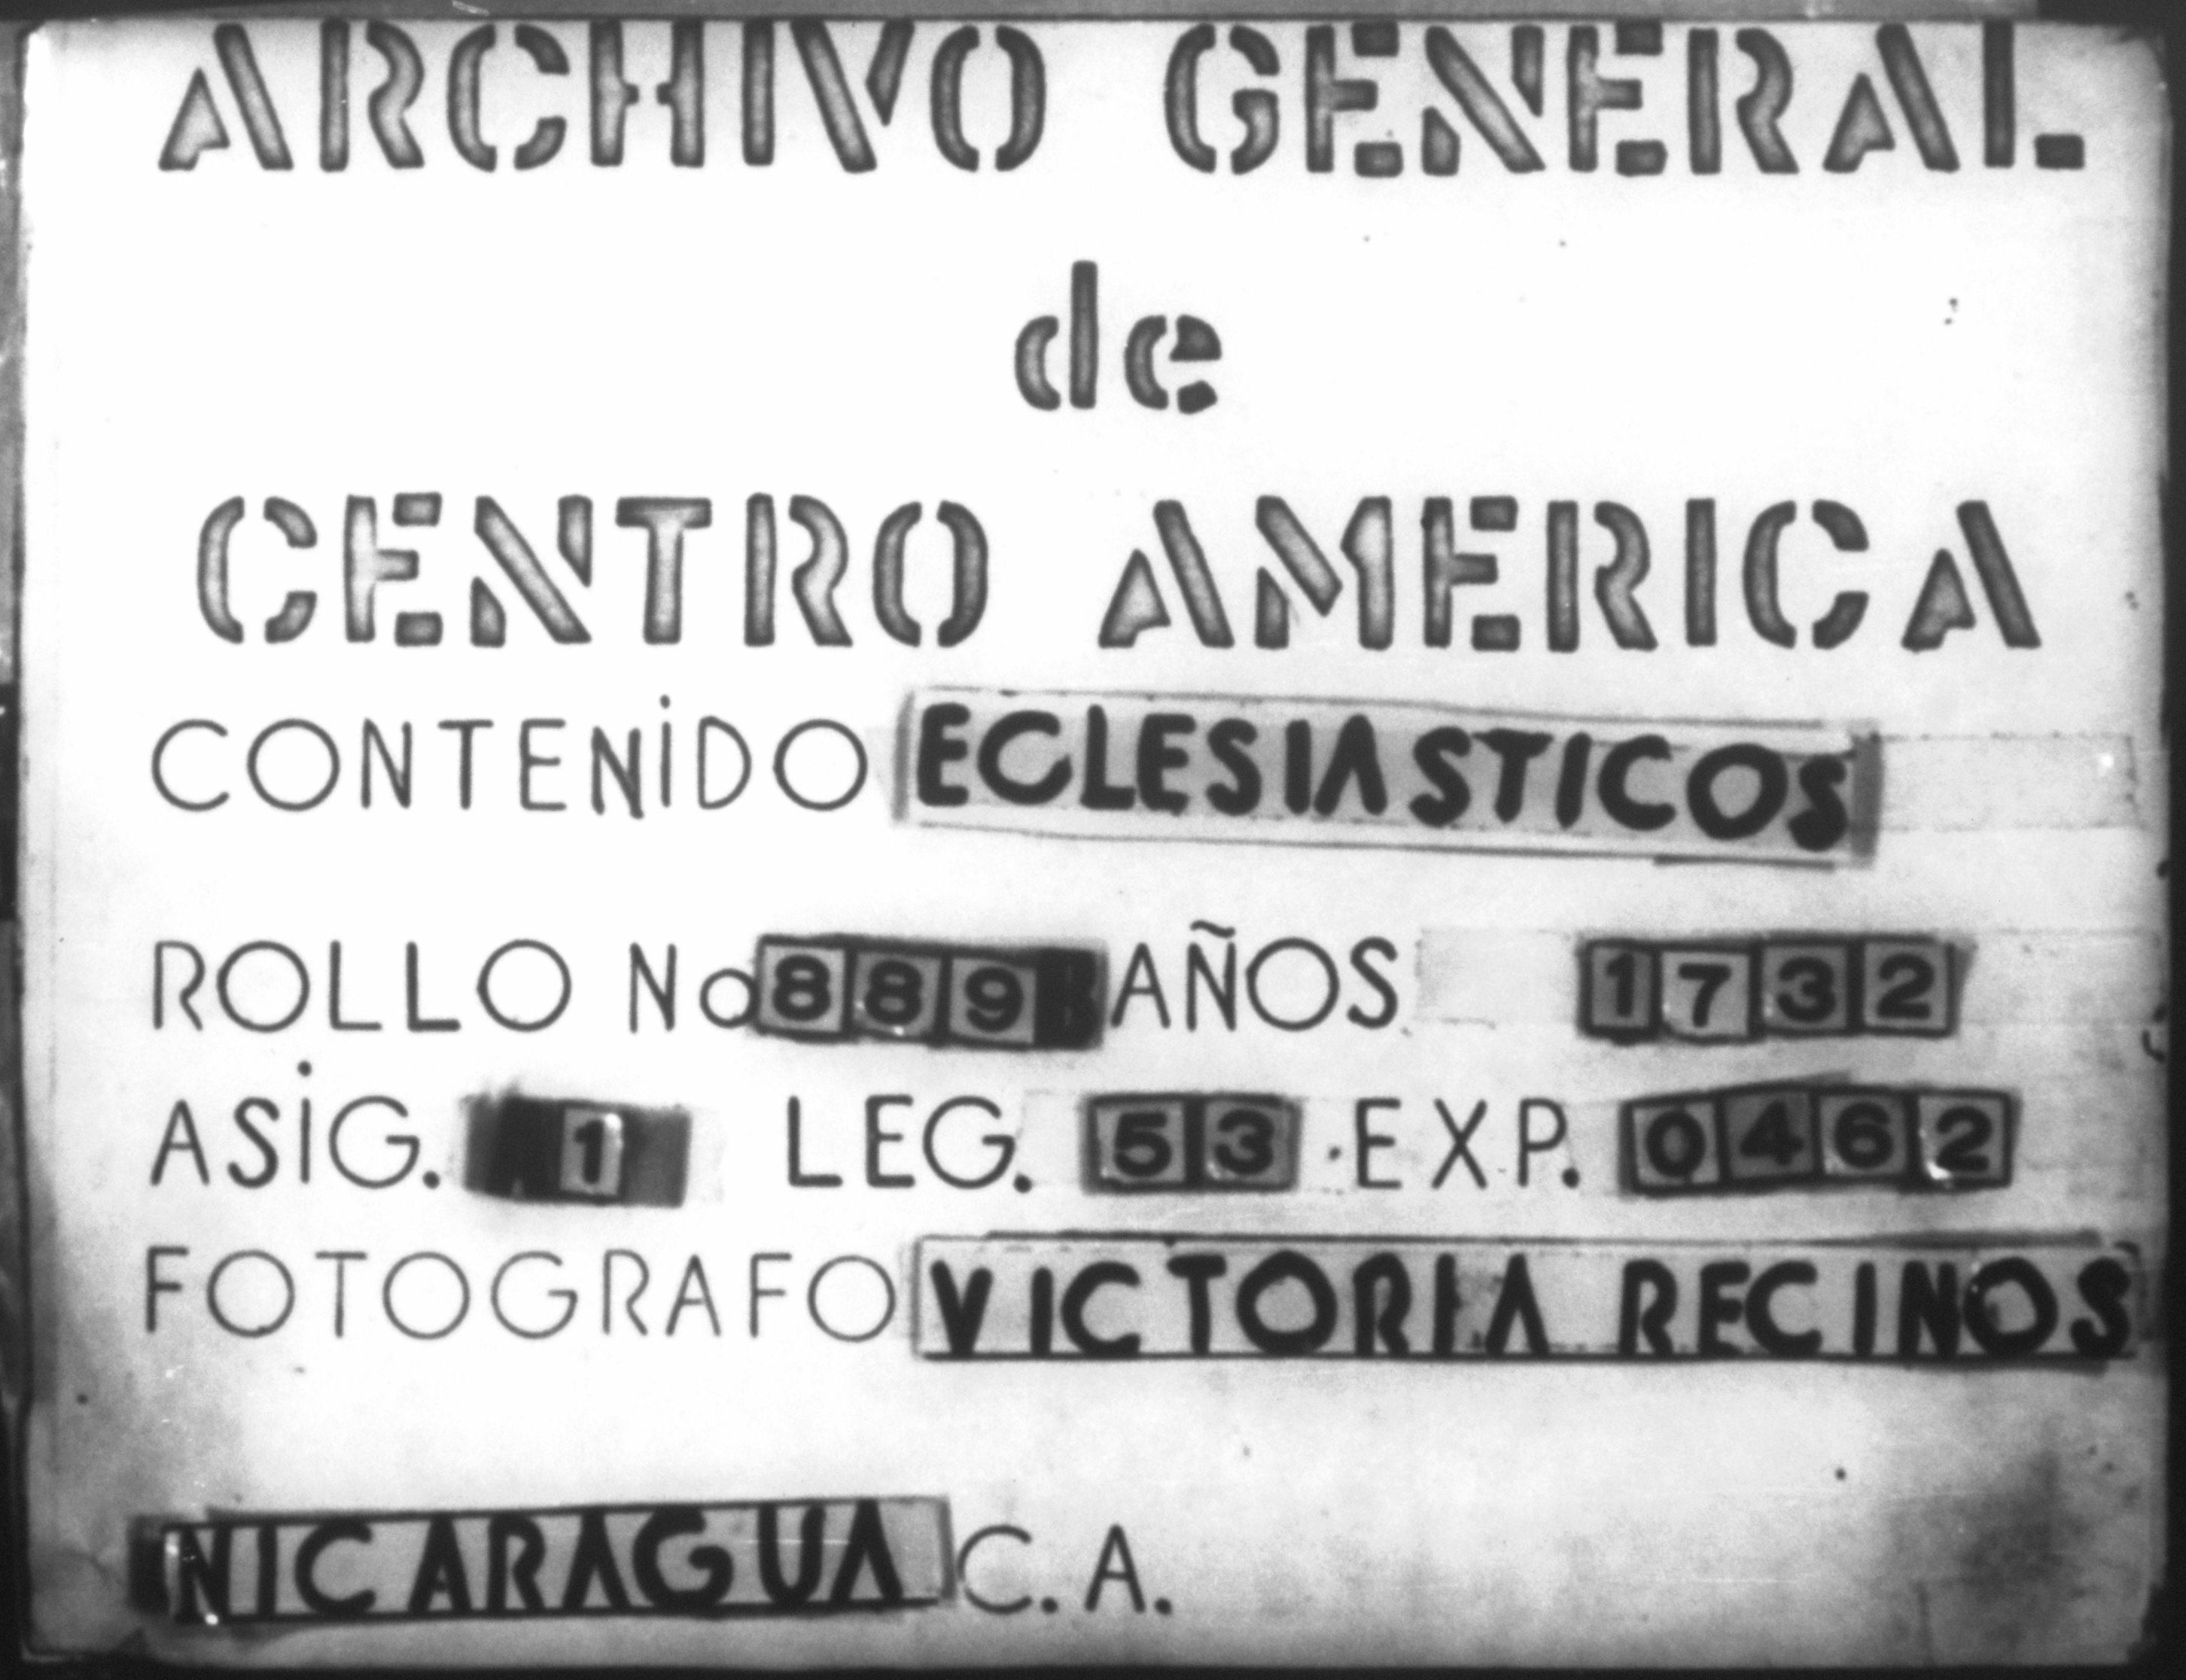 ARCHIVO GENERAL
de
CENTRO AMERICA
CONTENiDO ECLESIASTICOS
ROLLO No 889 AÑOS 1732
ASiG. 1 LEG. 53 . EXP. 0462
FOTOGRAFO VICTORIA RECINOS
NICARAGUA C. A.